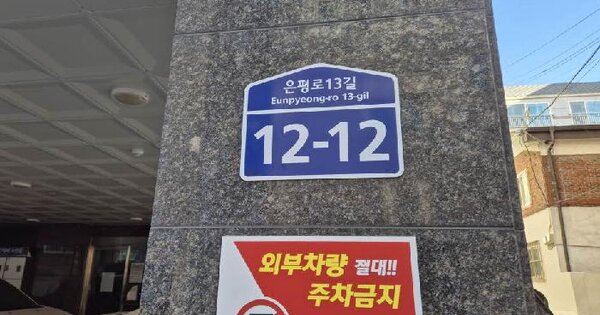 은평로13길
Eunpyeong-ro 13-gil
12-12
외부차량 절대!!
주차금지